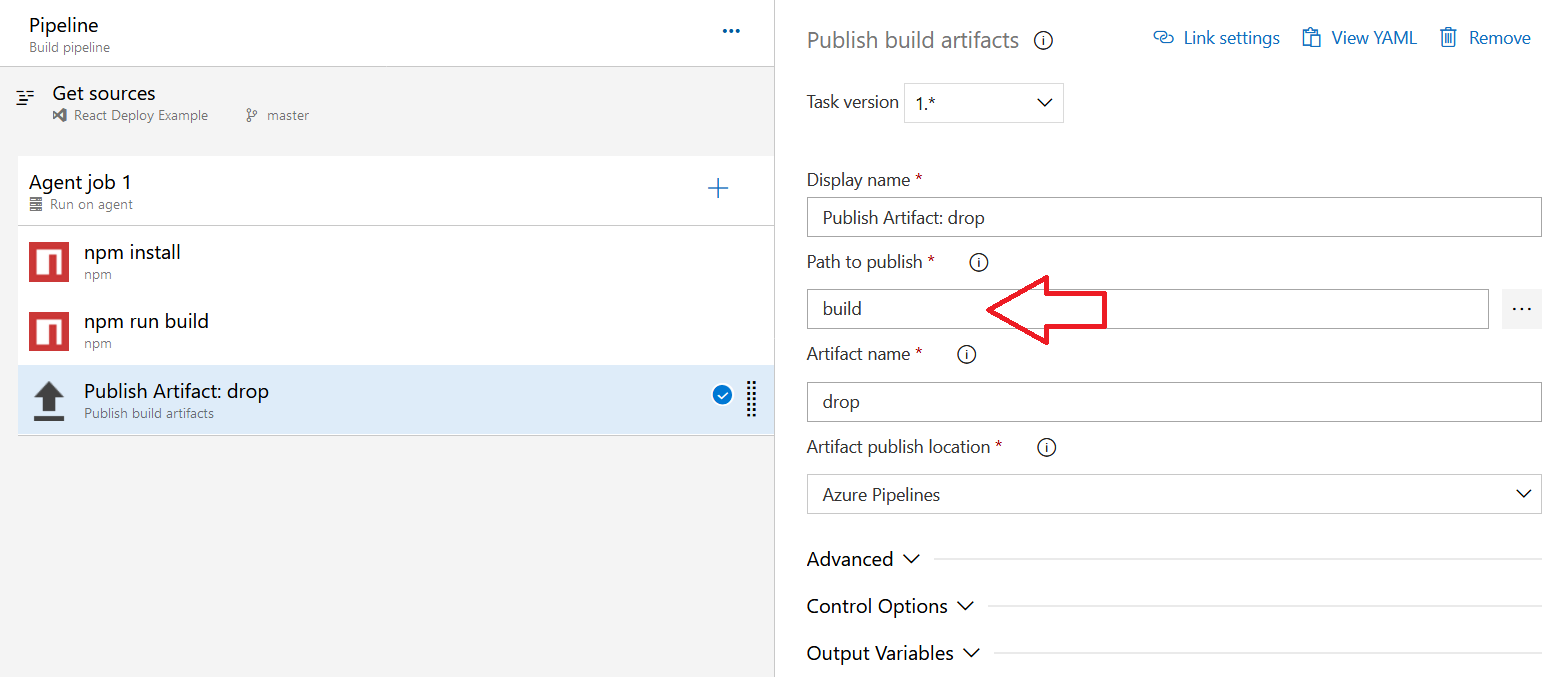 Pipeline
Build pipeline
Get sources
React Deploy Example master
Agent job 1
Run on agent
npm install
npm
npm run build
npm
Publish Artifact: drop
Publish build artifacts
Publish build artifacts
Link settings View YAML Remove
Task version 1.*
Display name *
Publish Artifact: drop
Path to publish *
build
Artifact name *
drop
Artifact publish location *
Azure Pipelines
Advanced
Control Options
Output Variables